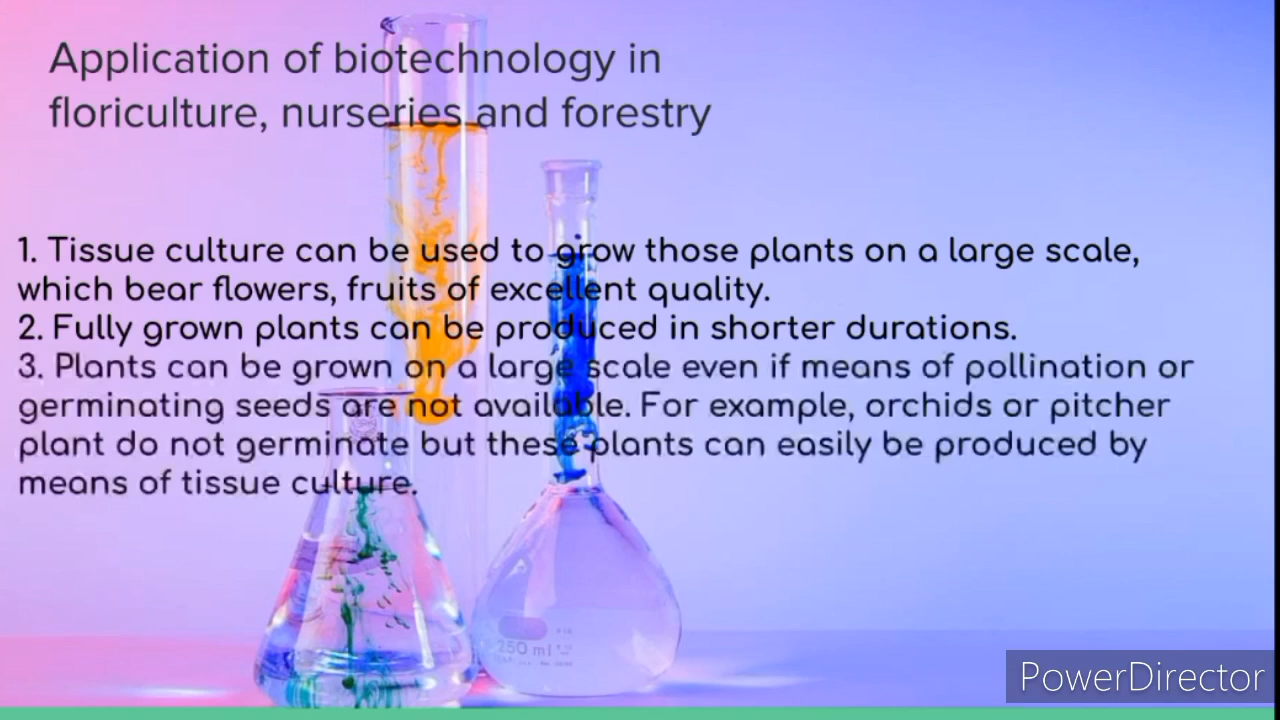 Application of biotechnology in
floriculture, nurseries and forestry
1. Tissue culture can be used to grow those plants on a large scale,
which bear flowers, fruits of excellent quality.
2. Fully grown plants can be produced in shorter durations.
3. Plants can be grown on a large scale even if means of pollination or
germinating seeds are not available. For example, orchids or pitcher
plant do not germinate but these plants can easily be produced by
means of tissue culture.
250 ml
PowerDirector